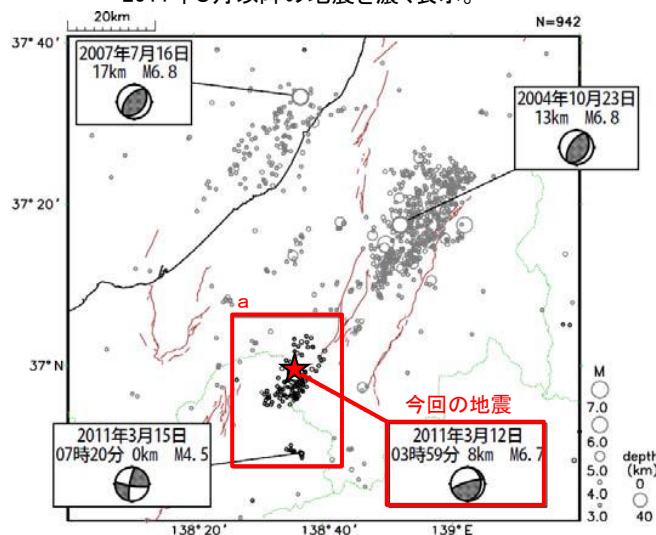 2011年3月以降の地震を濃く表示。
20km
N=942
37°40'
2007年7月16日
17km M6.8
2004年10月23日
13km M6.8
37°20'
a
37°N
今回の地震
2011年3月15日
07時20分 0km M4.5
2011年3月12日
03時59分 8km M6.7
M
7.0
6.0
5.0
4.0
3.0
depth
(km)
0
40
138°20'
138°40'
139°E